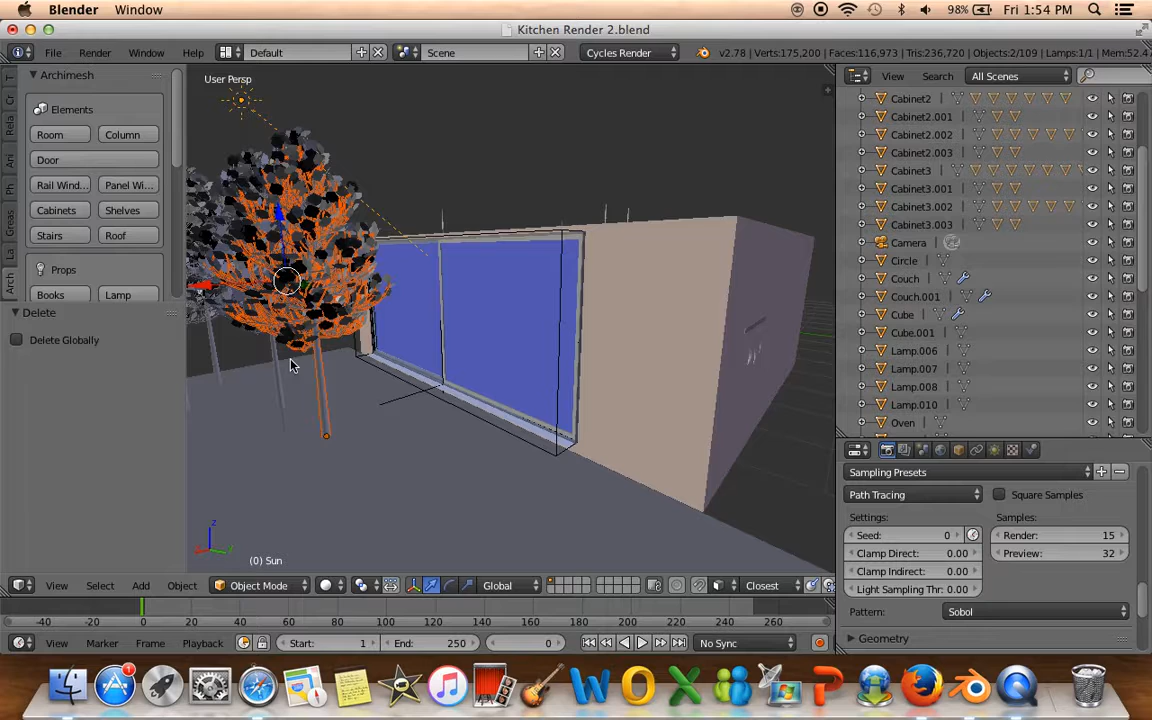 Blender Window 98% Fri 1:54 PM
Kitchen Render 2.blend
File Render Window Help Default Scene Cycles Render v2.78 | Verts:175,200 | Faces:116,973 | Tris:236,720 | Objects:2/109 | Lamps:1/1 | Mem:52.4
Archimesh
Elements
Room Column
Door
Rail Wind... Panel Wi...
Cabinets Shelves
Stairs Roof
Props
Books Lamp
Delete
Delete Globally
T
Cr
Rela
Ani
Ph
Greas
La
Arch
User Persp
(0) Sun
View Search All Scenes
Cabinet2
Cabinet2.001
Cabinet2.002
Cabinet2.003
Cabinet3
Cabinet3.001
Cabinet3.002
Cabinet3.003
Camera
Circle
Couch
Couch.001
Cube
Cube.001
Lamp.006
Lamp.007
Lamp.008
Lamp.010
Oven
Sampling Presets
Path Tracing Square Samples
Settings: Samples:
Seed: 0 Render: 15
Clamp Direct: 0.00 Preview: 32
Clamp Indirect: 0.00
Light Sampling Thr: 0.00
Pattern: Sobol
Geometry
View Select Add Object Object Mode Global Closest
-40 -20 0 20 40 60 80 100 120 140 160 180 200 220 240 260
View Marker Frame Playback Start: 1 End: 250 0 No Sync